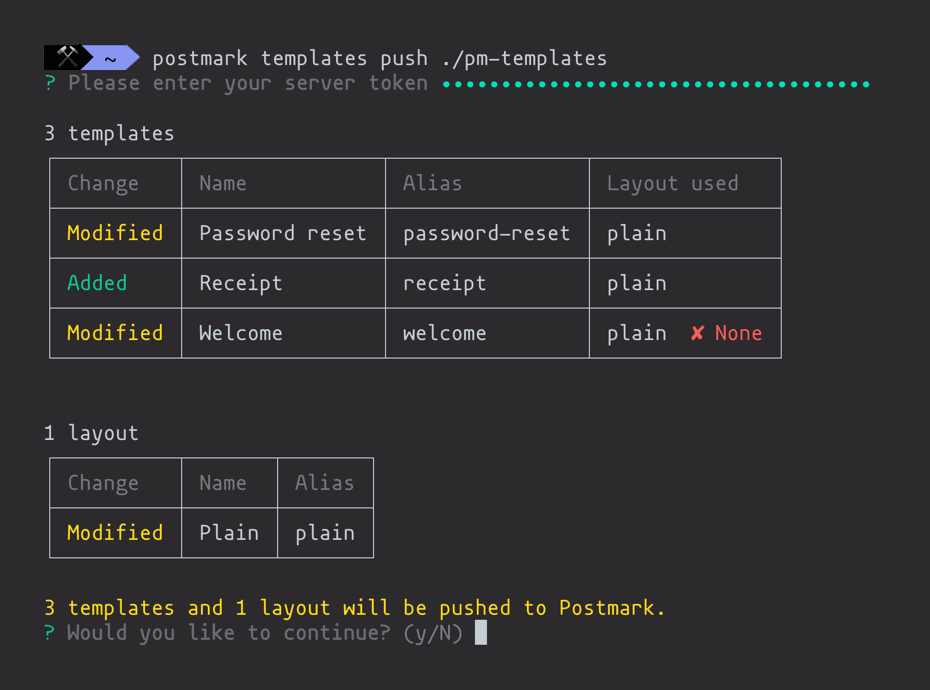 ~ postmark templates push ./pm-templates
? Please enter your server token ••••••••••••••••••••••••••••••••••••
3 templates
Change Name Alias Layout used
Modified Password reset password-reset plain
Added Receipt receipt plain
Modified Welcome welcome plain ✘ None
1 layout
Change Name Alias
Modified Plain plain
3 templates and 1 layout will be pushed to Postmark.
? Would you like to continue? (y/N)